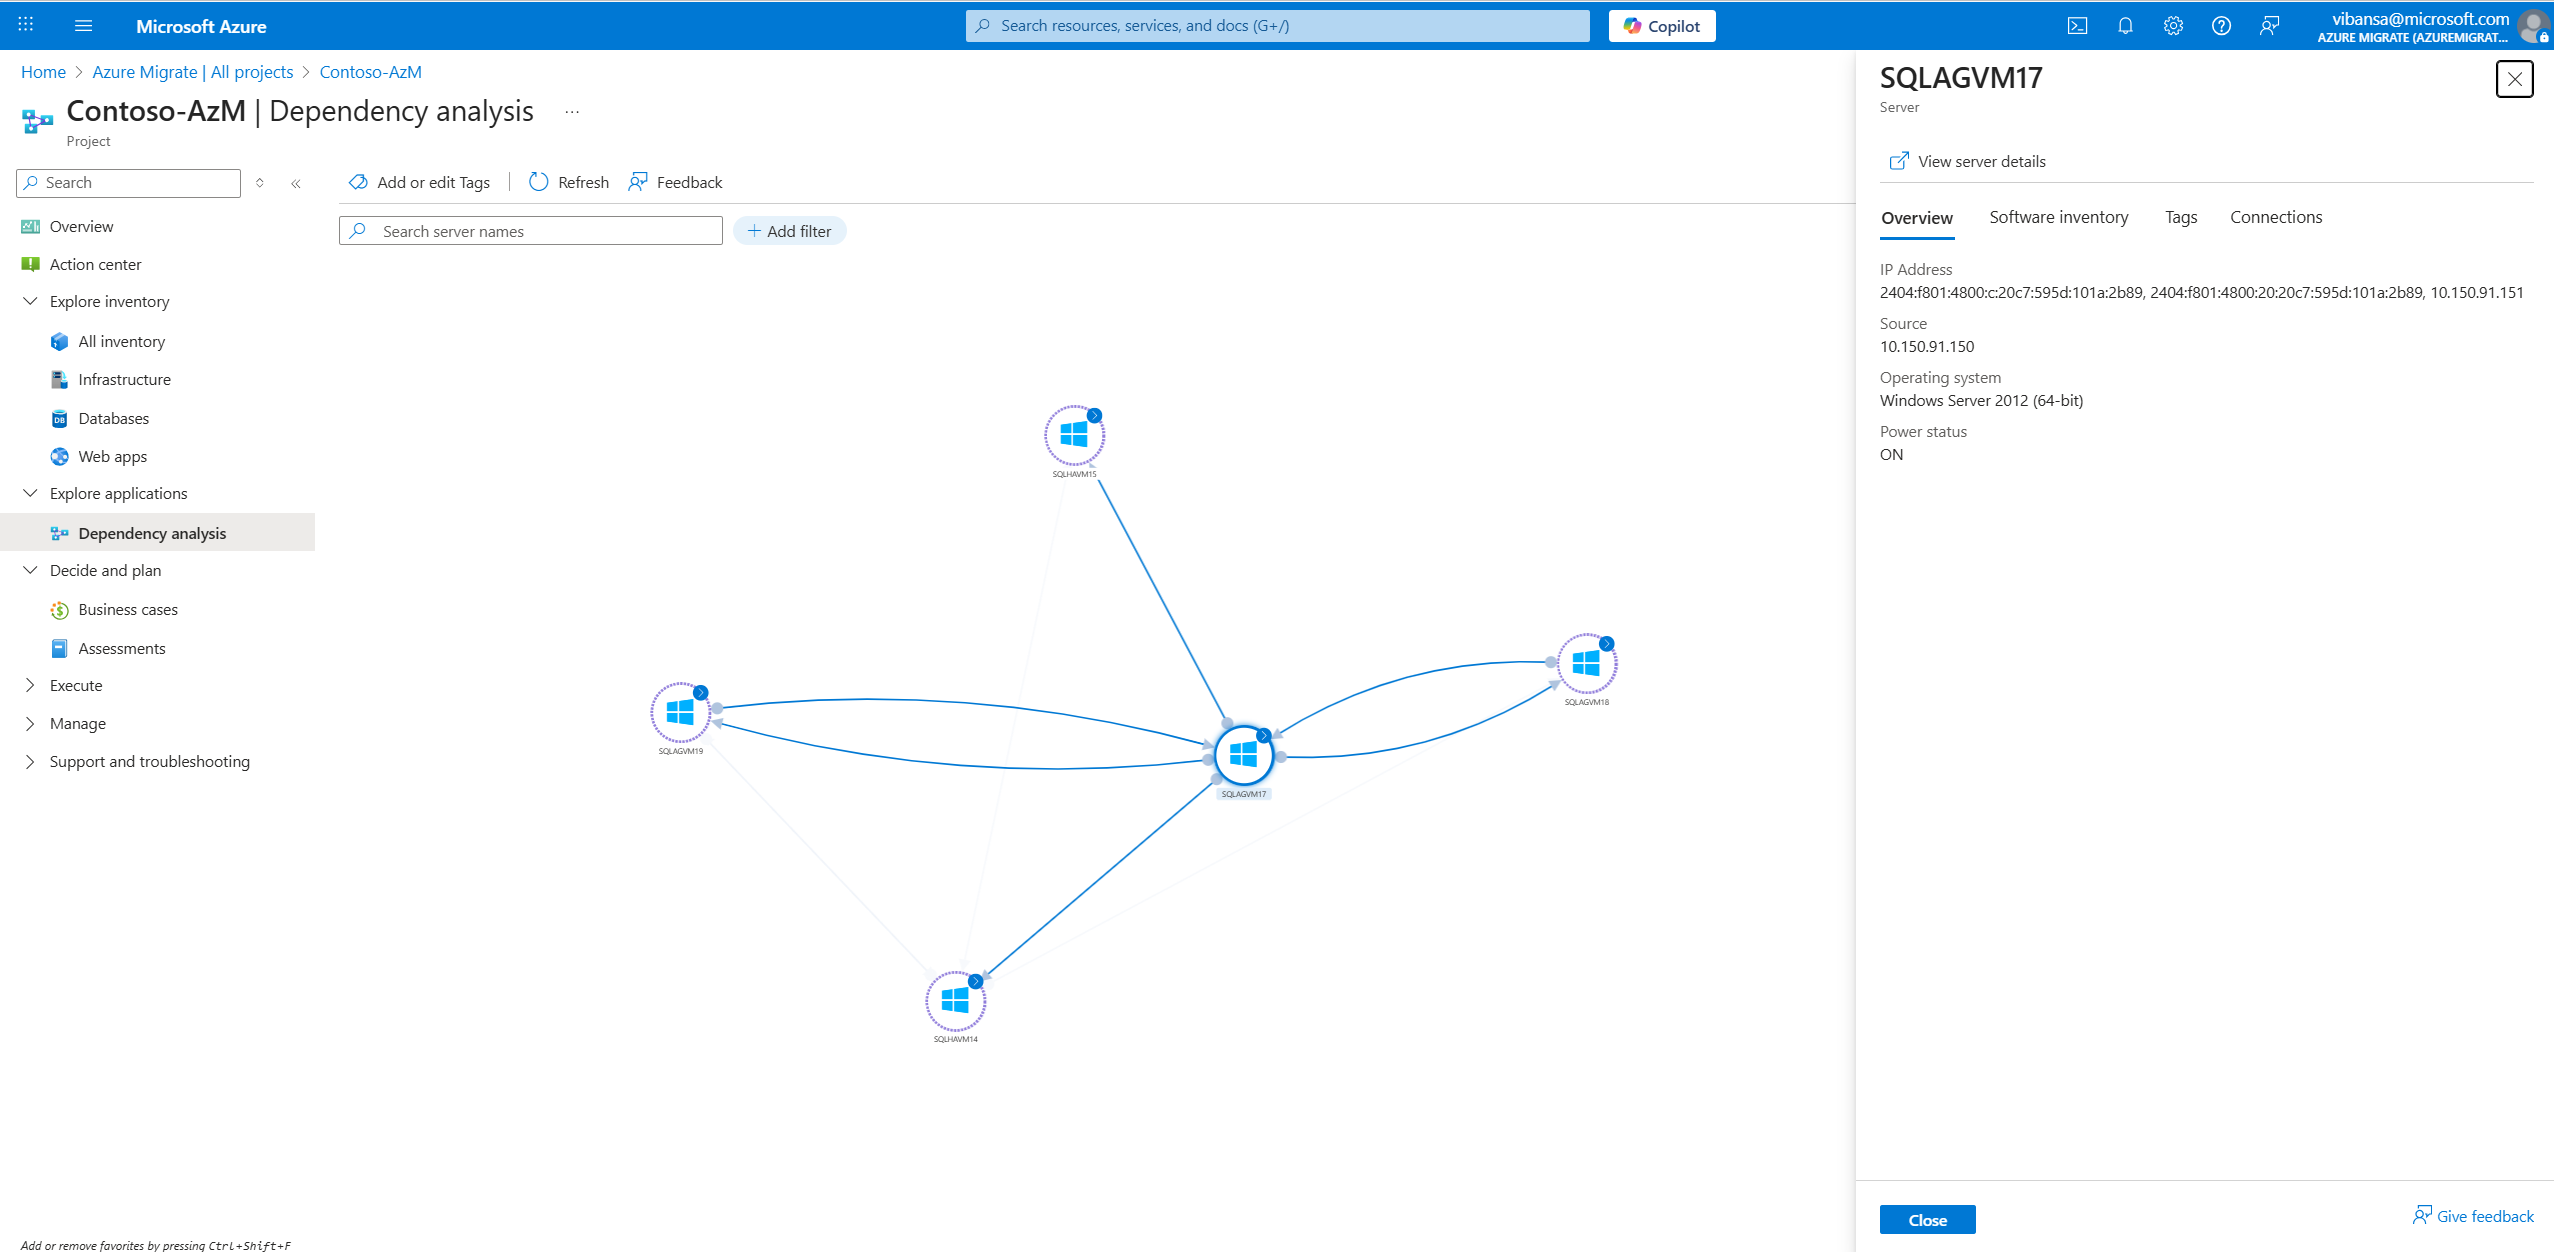 Microsoft Azure
Search resources, services, and docs (G+/)
Copilot
vibansa@microsoft.com
AZURE MIGRATE (AZUREMIGRAT...
Home > Azure Migrate | All projects > Contoso-AzM
Contoso-AzM | Dependency analysis ...
Project
Search
Overview
Action center
Explore inventory
All inventory
Infrastructure
DB
Databases
Web apps
Explore applications
Dependency analysis
Decide and plan
Business cases
Assessments
Execute
Manage
Support and troubleshooting
Add or remove favorites by pressing Ctrl+Shift+F
Add or edit Tags
Refresh
Feedback
Search server names
Add filter
SQLHAVM15
SQLAGVM18
SQLAGVM19
SQLAGVM17
SQLHAVM14
SQLAGVM17
Server
View server details
Overview
Software inventory
Tags
Connections
IP Address
2404:f801:4800:c:20c7:595d:101a:2b89, 2404:f801:4800:20:20c7:595d:101a:2b89, 10.150.91.151
Source
10.150.91.150
Operating system
Windows Server 2012 (64-bit)
Power status
ON
Close
Give feedback